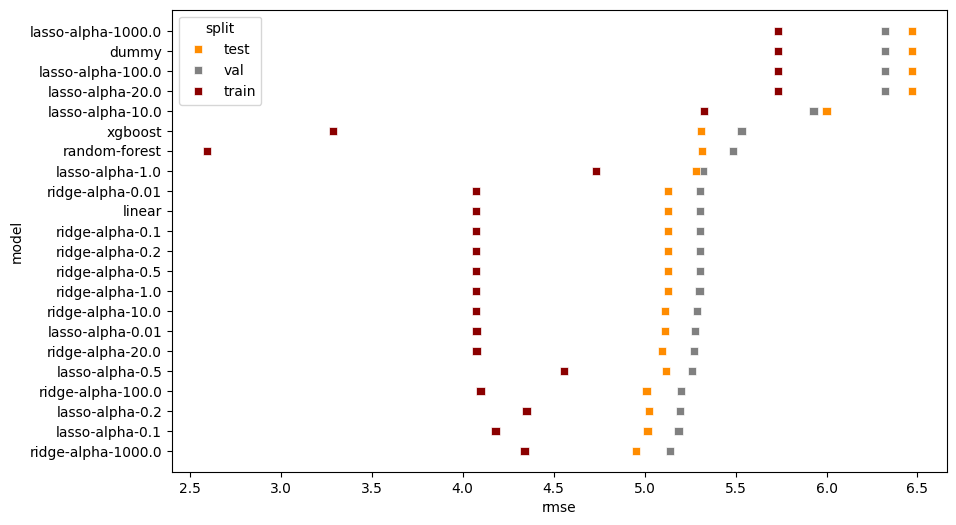 split
test
val
train
model
lasso-alpha-1000.0
dummy
lasso-alpha-100.0
lasso-alpha-20.0
lasso-alpha-10.0
xgboost
random-forest
lasso-alpha-1.0
ridge-alpha-0.01
linear
ridge-alpha-0.1
ridge-alpha-0.2
ridge-alpha-0.5
ridge-alpha-1.0
ridge-alpha-10.0
lasso-alpha-0.01
ridge-alpha-20.0
lasso-alpha-0.5
ridge-alpha-100.0
lasso-alpha-0.2
lasso-alpha-0.1
ridge-alpha-1000.0
2.5 3.0 3.5 4.0 4.5 5.0 5.5 6.0 6.5
rmse